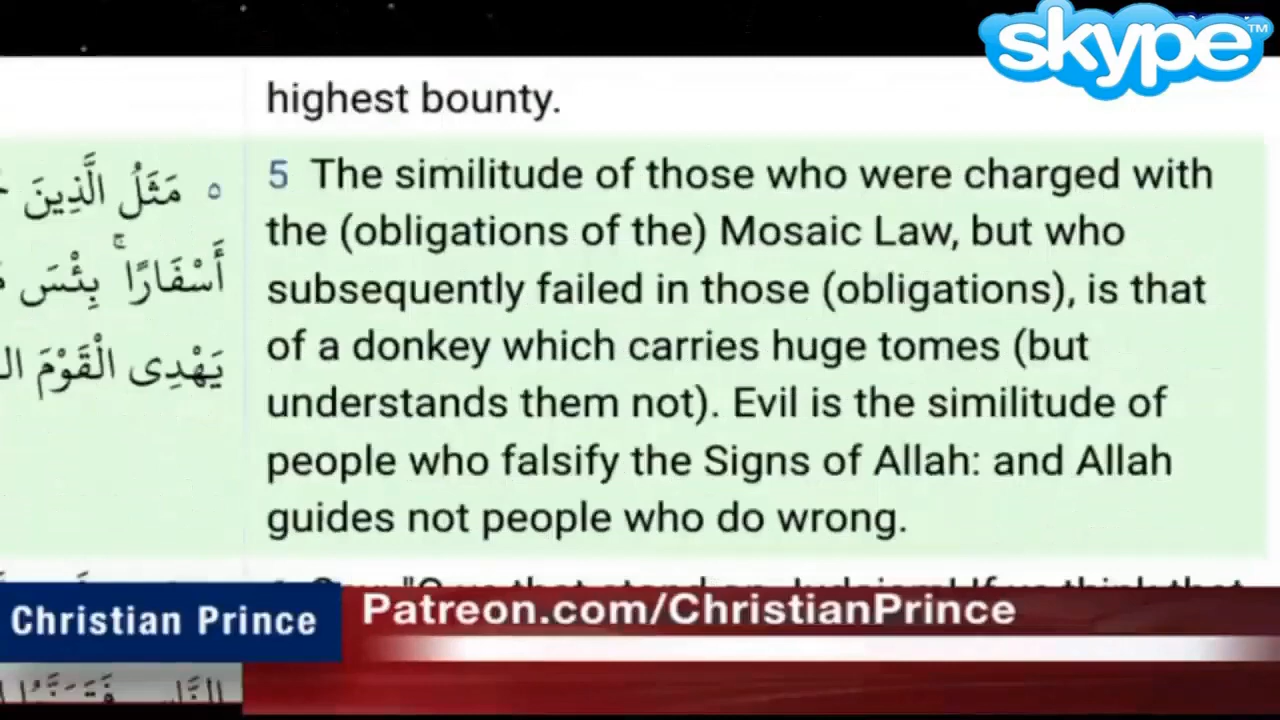 skype™
highest bounty.
5 The similitude of those who were charged with
٥ مَثَلُ الَّذِينَ
the (obligations of the) Mosaic Law, but who
أَسْفَارًا ۚ بِئْسَ
subsequently failed in those (obligations), is that
of a donkey which carries huge tomes (but
يَهْدِى الْقَوْمَ
understands them not). Evil is the similitude of
people who falsify the Signs of Allah: and Allah
guides not people who do wrong.
Christian Prince
Patreon.com/ChristianPrince